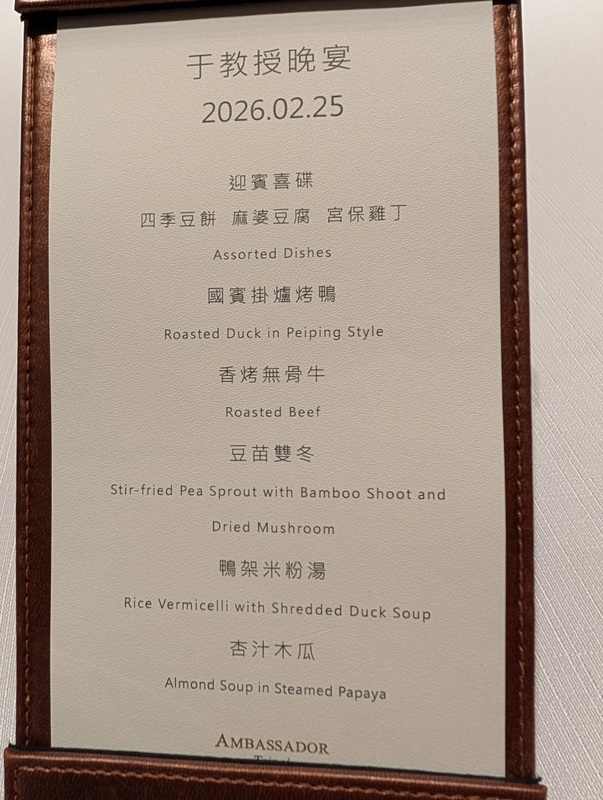 于教授晚宴
2026.02.25
迎賓喜碟
四季豆餅 麻婆豆腐 宮保雞丁
Assorted Dishes
國賓掛爐烤鴨
Roasted Duck in Peiping Style
香烤無骨牛
Roasted Beef
豆苗雙冬
Stir-fried Pea Sprout with Bamboo Shoot and
Dried Mushroom
鴨架米粉湯
Rice Vermicelli with Shredded Duck Soup
杏汁木瓜
Almond Soup in Steamed Papaya
AMBASSADOR